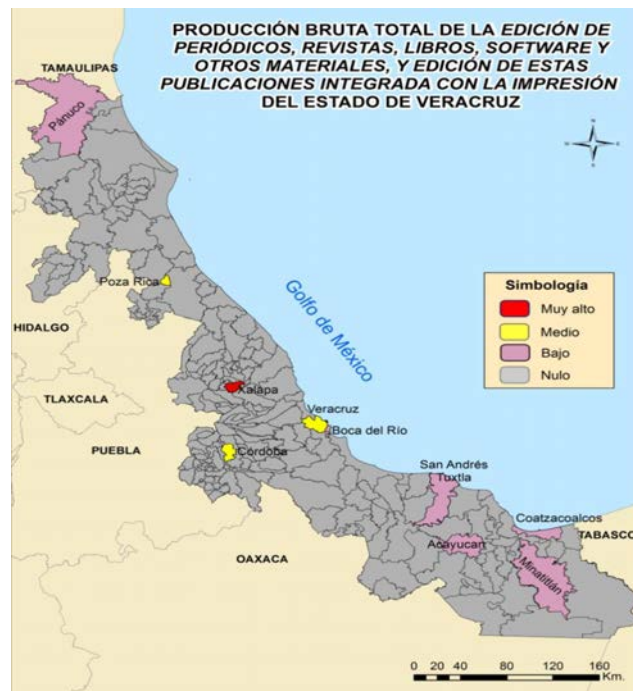 PRODUCCIÓN BRUTA TOTAL DE LA EDICIÓN DE
PERIÓDICOS, REVISTAS, LIBROS, SOFTWARE Y
OTROS MATERIALES, Y EDICIÓN DE ESTAS
PUBLICACIONES INTEGRADA CON LA IMPRESIÓN
DEL ESTADO DE VERACRUZ
TAMAULIPAS
Pánuco
N
Poza Rica
Golfo de México
Simbología
Muy alto
Medio
Bajo
Nulo
HIDALGO
Xalapa
TLAXCALA
Veracruz
Boca del Río
PUEBLA
Córdoba
San Andrés
Tuxtla
Coatzacoalcos
TABASCO
Acayucan
Minatitlán
OAXACA
0 20 40 80 120 160
Km.